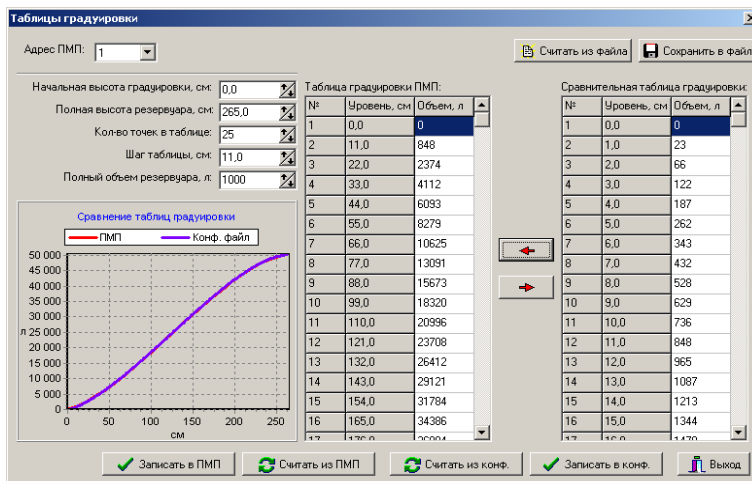 Таблицы градуировки
Адрес ПМП: 1
Считать из файла
Сохранить в файл
Начальная высота градуировки, см: 0,0
Полная высота резервуара, см: 265,0
Кол-во точек в таблице: 25
Шаг таблицы, см: 11,0
Полный объем резервуара, л: 1000
Сравнение таблиц градуировки
ПМП Конф. файл
50 000
45 000
40 000
35 000
30 000
л 25 000
20 000
15 000
10 000
5 000
0
0 50 100 150 200 250
см
Таблица градуировки ПМП:
№ Уровень, см Объем, л
1 0,0 0
2 11,0 848
3 22,0 2374
4 33,0 4112
5 44,0 6093
6 55,0 8279
7 66,0 10625
8 77,0 13091
9 88,0 15673
10 99,0 18320
11 110,0 20996
12 121,0 23708
13 132,0 26412
14 143,0 29121
15 154,0 31784
16 165,0 34386
Сравнительная таблица градуировки:
№ Уровень, см Объем, л
1 0,0 0
2 1,0 23
3 2,0 66
4 3,0 122
5 4,0 187
6 5,0 262
7 6,0 343
8 7,0 432
9 8,0 528
10 9,0 629
11 10,0 736
12 11,0 848
13 12,0 965
14 13,0 1087
15 14,0 1213
16 15,0 1344
Записать в ПМП
Считать из ПМП
Считать из конф.
Записать в конф.
Выход